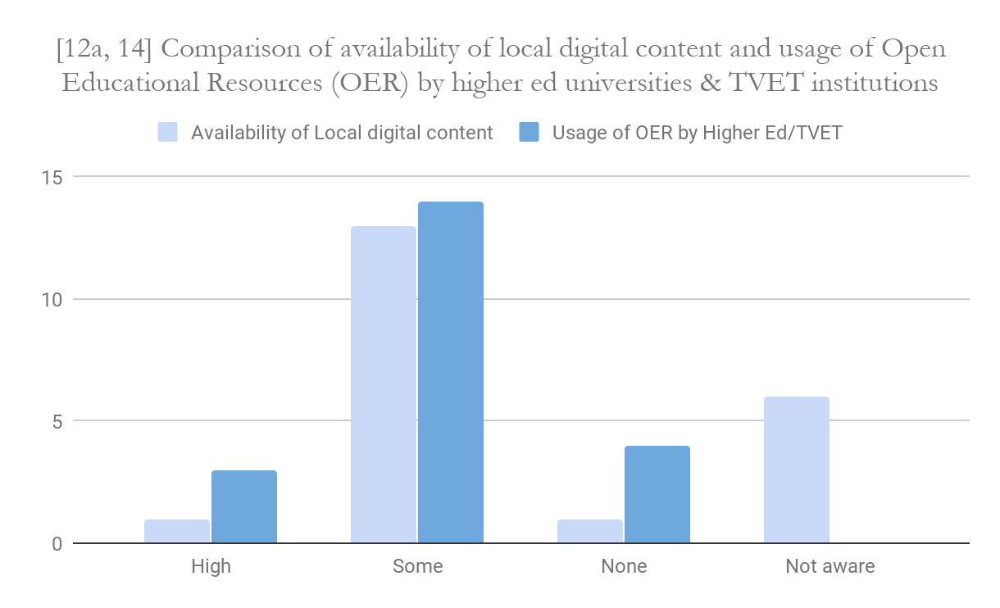 [12a, 14] Comparison of availability of local digital content and usage of Open
Educational Resources (OER) by higher ed universities & TVET institutions
Availability of Local digital content
Usage of OER by Higher Ed/TVET
15
10
5
0
High
Some
None
Not aware